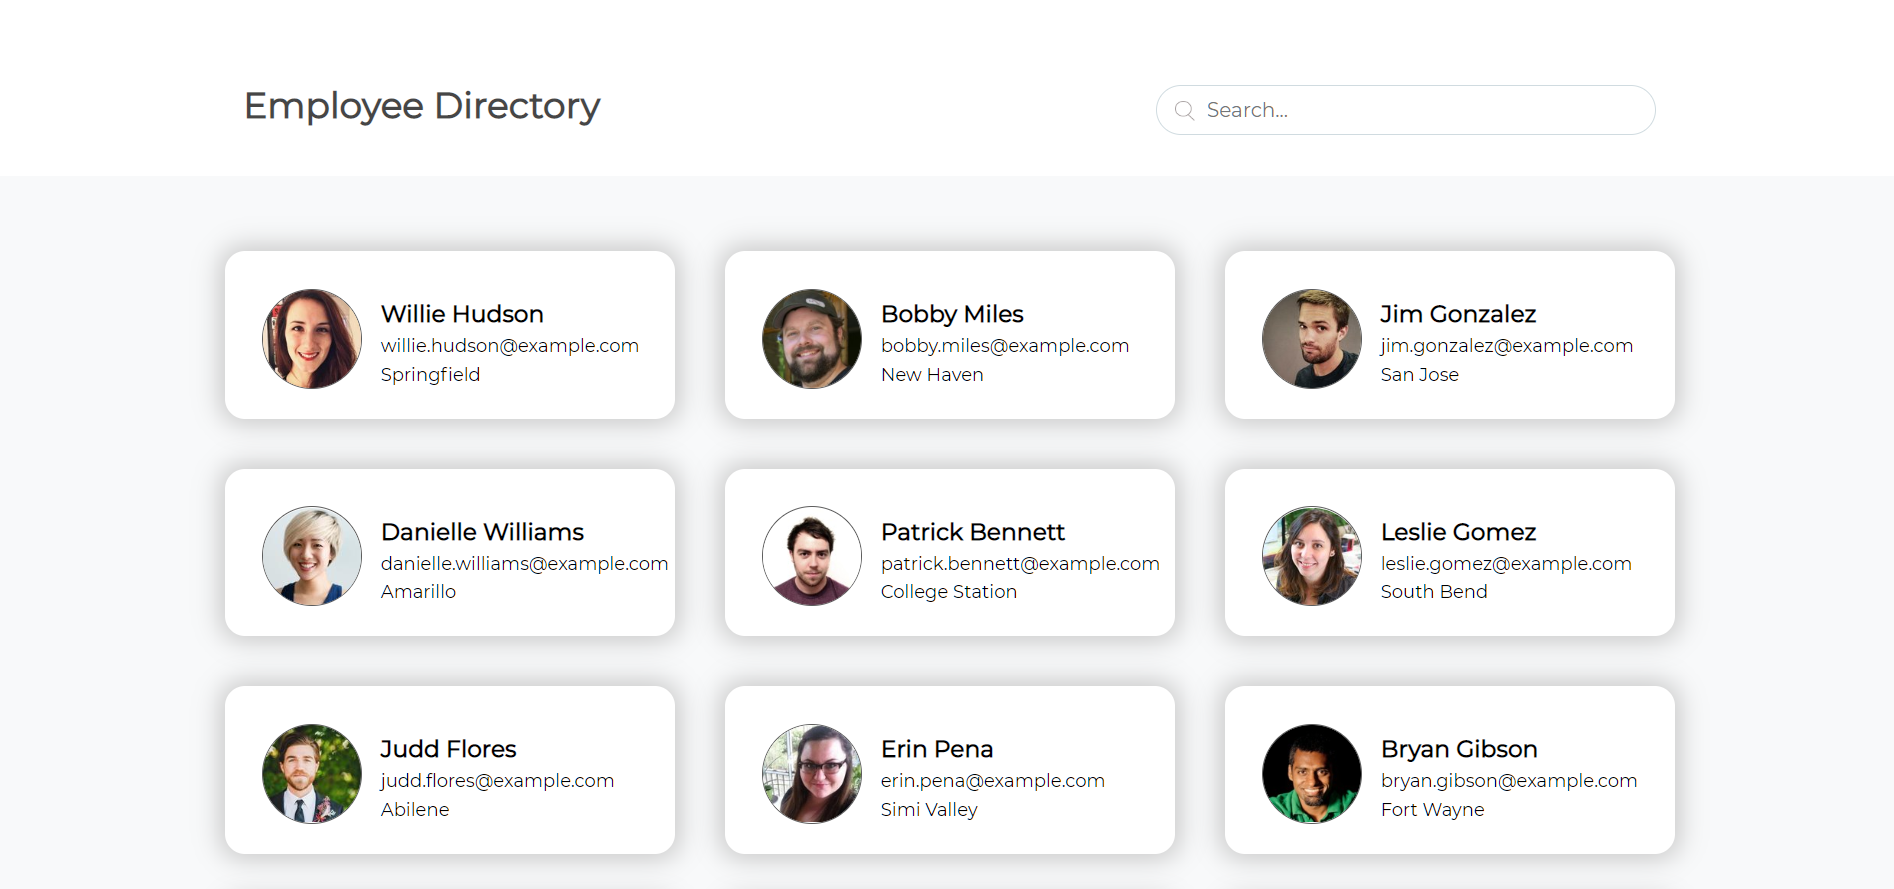 Employee Directory
Search...
Willie Hudson
willie.hudson@example.com
Springfield
Bobby Miles
bobby.miles@example.com
New Haven
Jim Gonzalez
jim.gonzalez@example.com
San Jose
Danielle Williams
danielle.williams@example.com
Amarillo
Patrick Bennett
patrick.bennett@example.com
College Station
Leslie Gomez
leslie.gomez@example.com
South Bend
Judd Flores
judd.flores@example.com
Abilene
Erin Pena
erin.pena@example.com
Simi Valley
Bryan Gibson
bryan.gibson@example.com
Fort Wayne